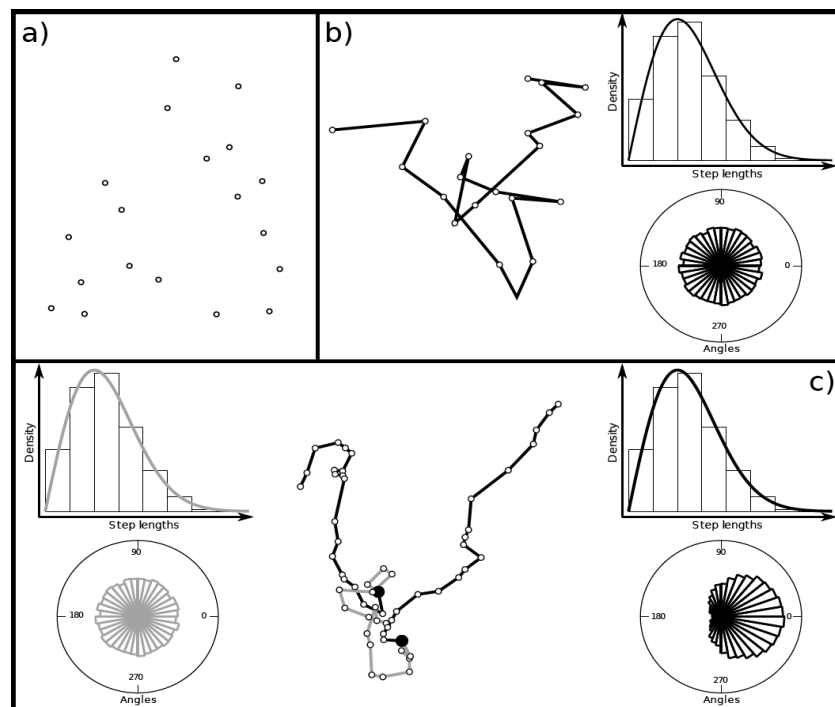 a)
b)
Density
Step lengths
90
180
0
270
Angles
c)
Density
Step lengths
90
180
0
270
Angles
Density
Step lengths
90
180
0
270
Angles